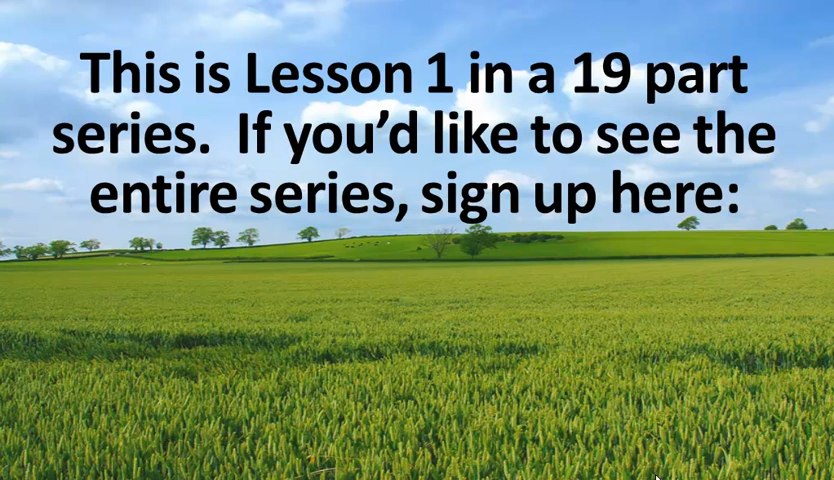 This is Lesson 1 in a 19 part
series.  If you’d like to see the
entire series, sign up here: